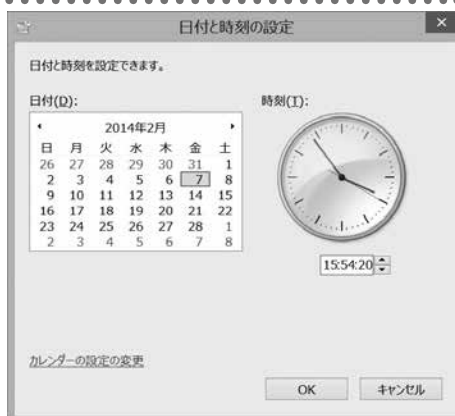 日付と時刻の設定
日付と時刻を設定できます。
日付(D):
2014年2月
日 月 火 水 木 金 土
26 27 28 29 30 31 1
2 3 4 5 6 7 8
9 10 11 12 13 14 15
16 17 18 19 20 21 22
23 24 25 26 27 28 1
2 3 4 5 6 7 8
時刻(T):
15:54:20
カレンダーの設定の変更
OK キャンセル